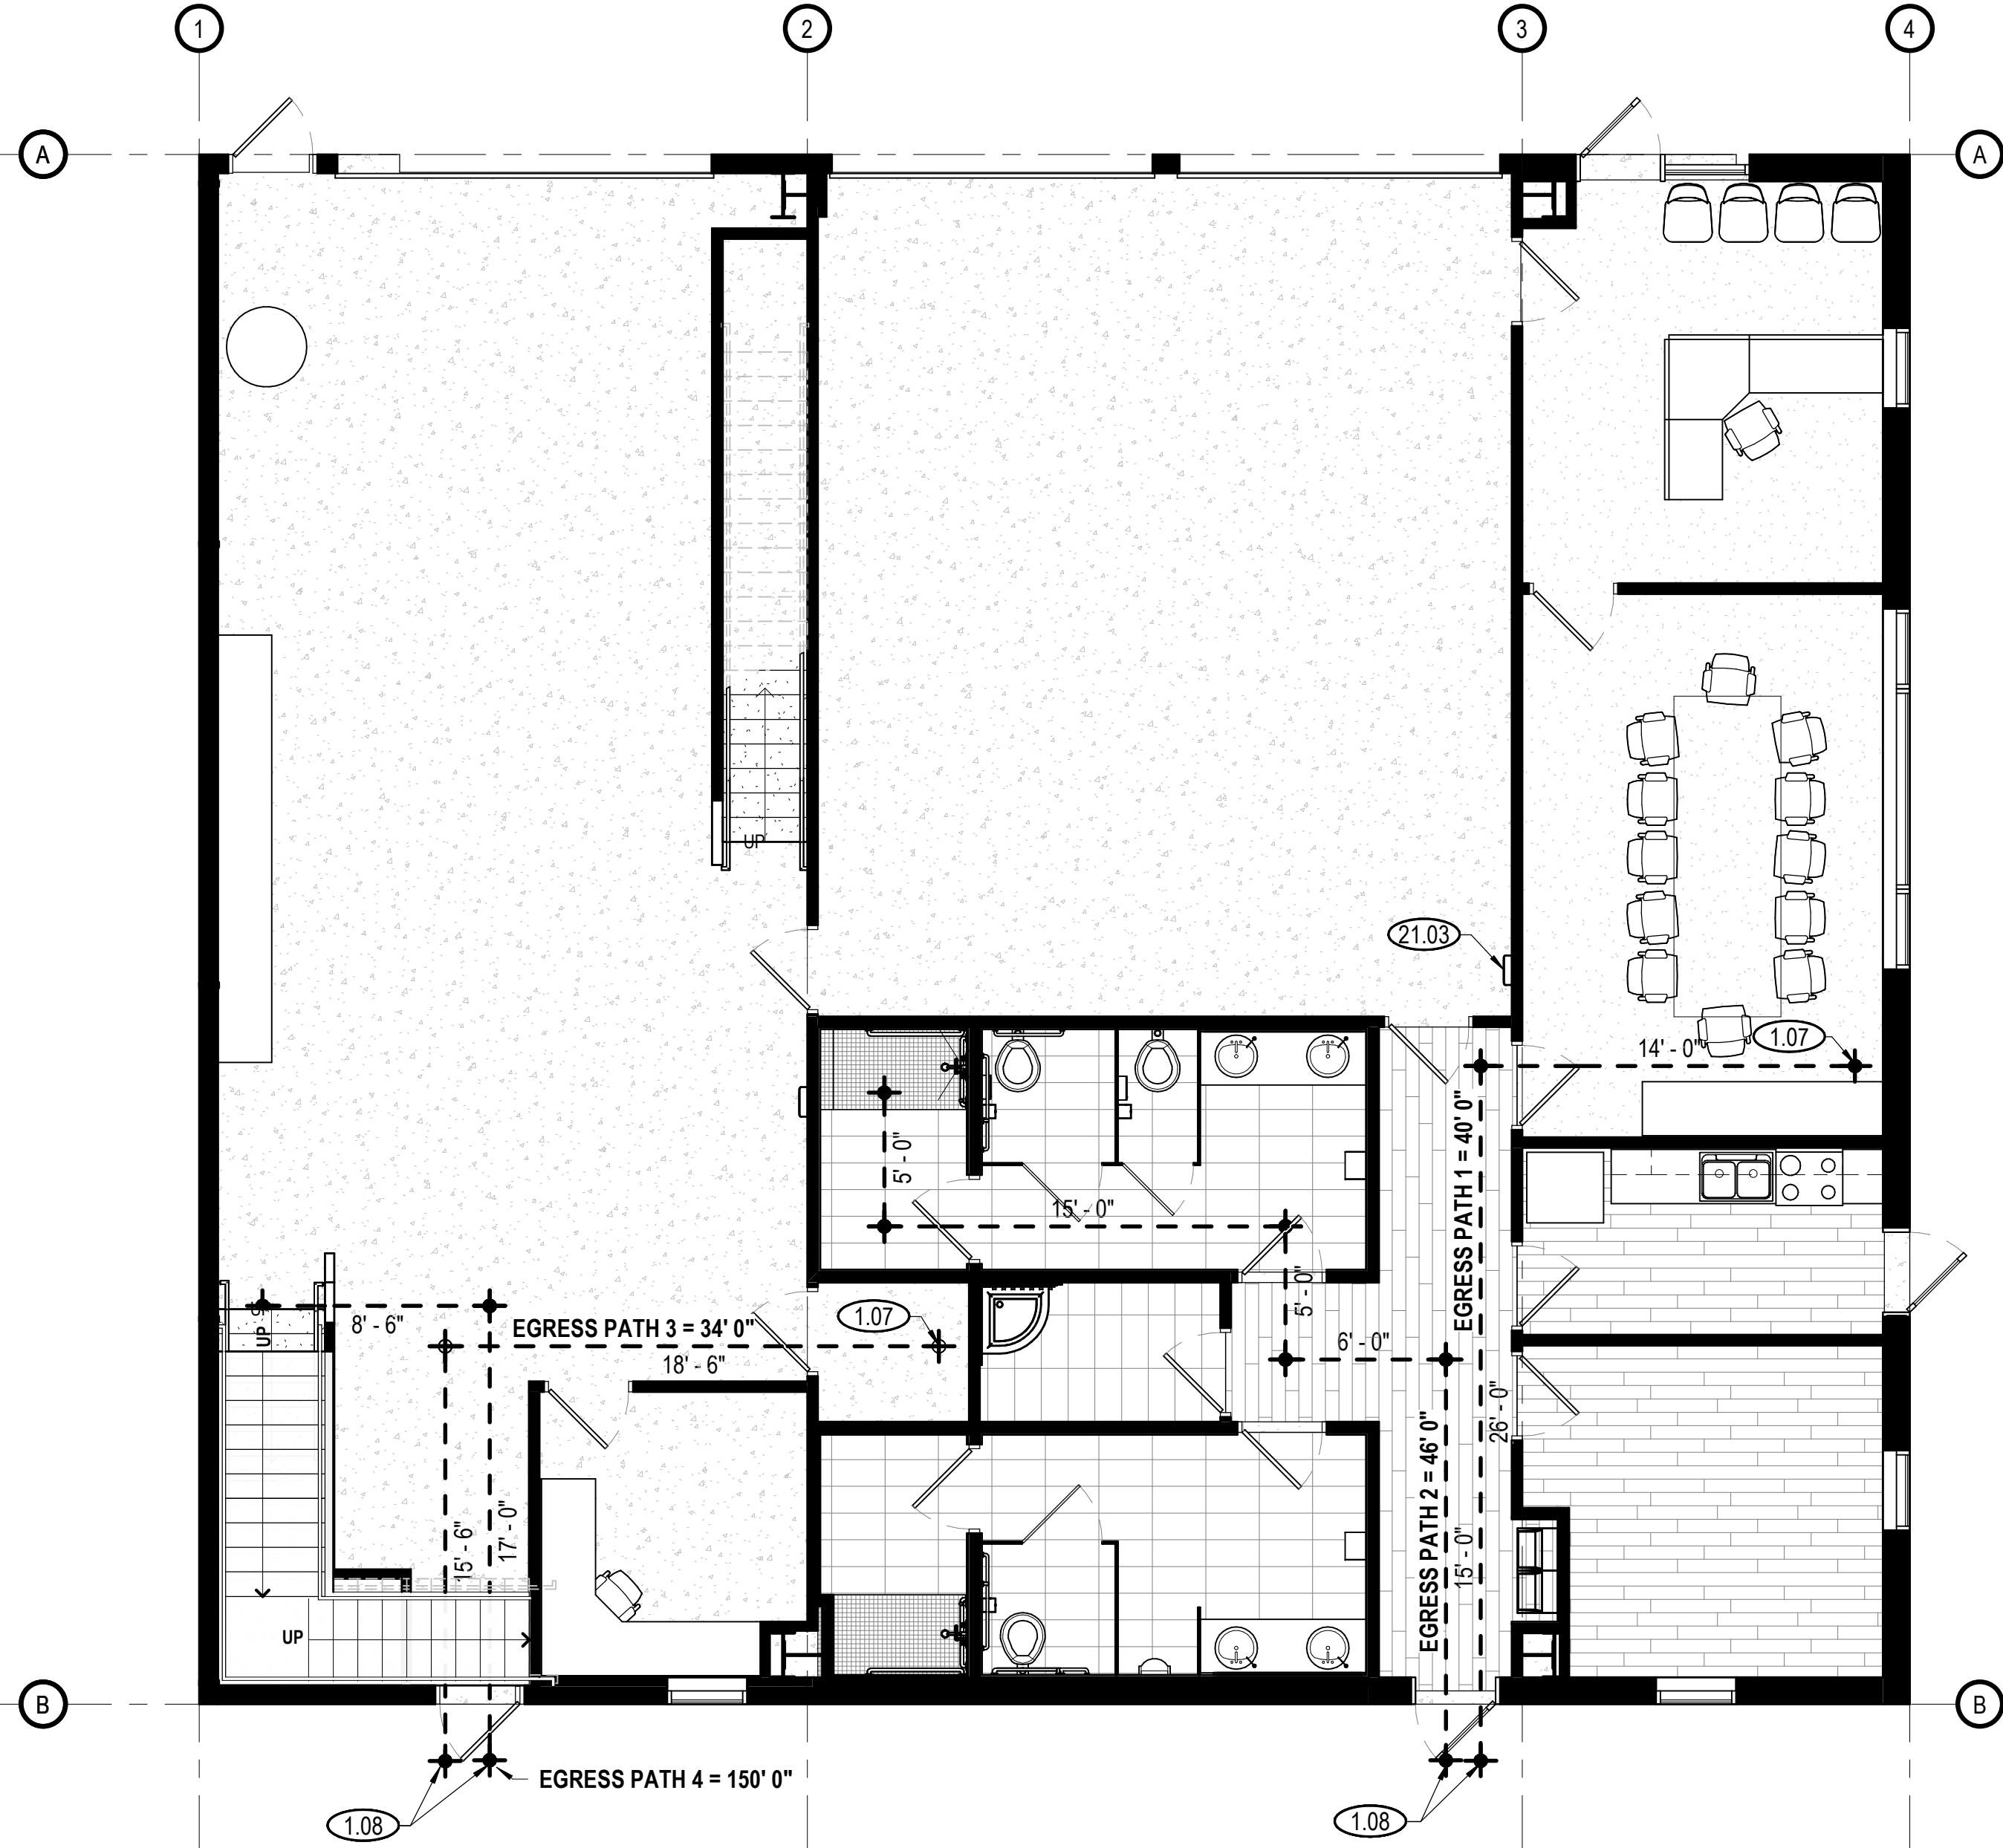 1
2
3
4
A
A
UP
21.03
1.07
14' - 0"
5' - 0"
15' - 0"
EGRESS PATH 1 = 40' 0"
5' - 0"
UP
8' - 6"
EGRESS PATH 3 = 34' 0"
18' - 6"
1.07
6' - 0"
26' - 0"
EGRESS PATH 2 = 46' 0"
15' - 0"
15' - 6"
17' - 0"
UP
B
B
EGRESS PATH 4 = 150' 0"
1.08
1.08